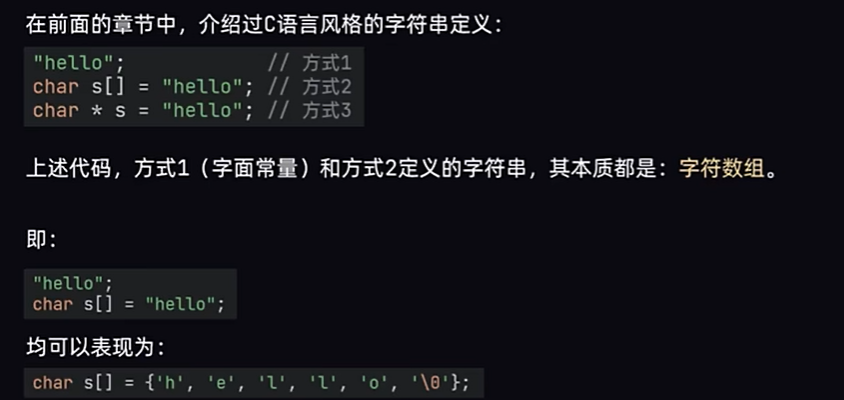 在前面的章节中，介绍过C语言风格的字符串定义：
"hello";             // 方式1
char s[] = "hello"; // 方式2
char * s = "hello"; // 方式3
上述代码，方式1（字面常量）和方式2定义的字符串，其本质都是：字符数组。
即：
"hello";
char s[] = "hello";
均可以表现为：
char s[] = {'h', 'e', 'l', 'l', 'o', '\0'};